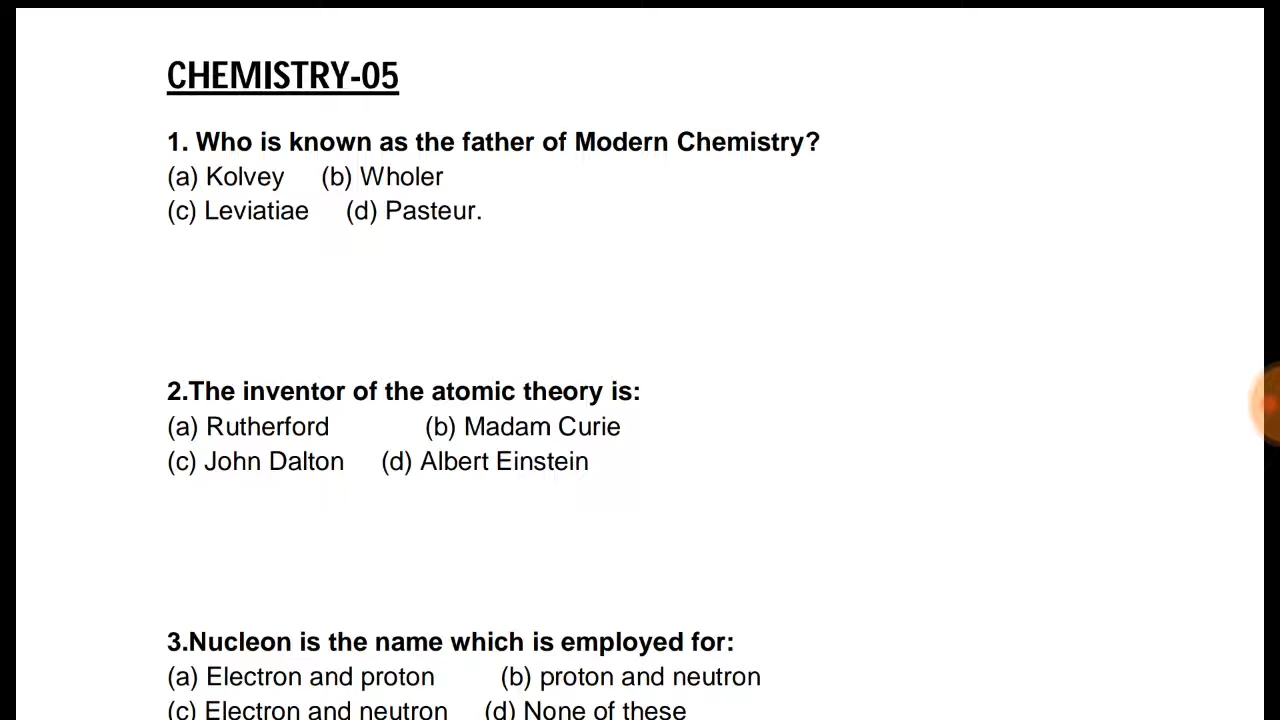 CHEMISTRY-05
1. Who is known as the father of Modern Chemistry?
(a) Kolvey (b) Wholer
(c) Leviatiae (d) Pasteur.
2.The inventor of the atomic theory is:
(a) Rutherford (b) Madam Curie
(c) John Dalton (d) Albert Einstein
3.Nucleon is the name which is employed for:
(a) Electron and proton (b) proton and neutron
(c) Electron and neutron (d) None of these